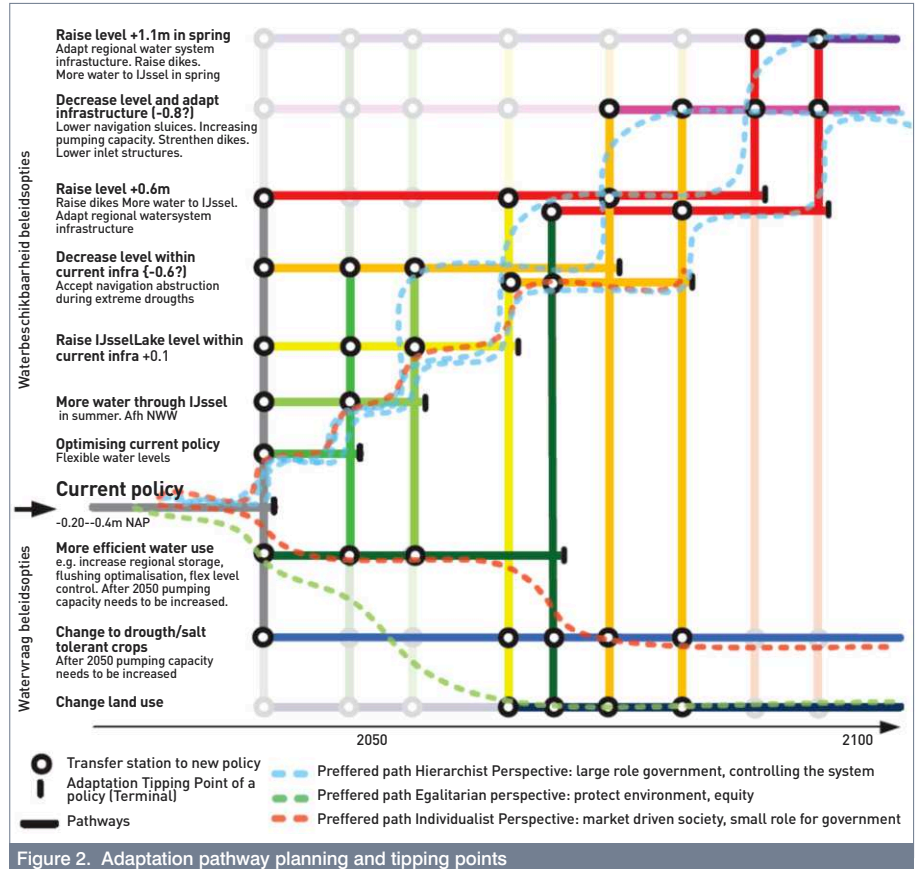 Waterbeschikbaarheid beleidsopties
Raise level +1.1m in spring
Adapt regional water system
infrastucture. Raise dikes.
More water to IJssel in spring
Decrease level and adapt
infrastructure (-0.8?)
Lower navigation sluices. Increasing
pumping capacity. Strenthen dikes.
Lower inlet structures.
Raise level +0.6m
Raise dikes More water to IJssel.
Adapt regional watersystem
infrastructure
Decrease level within
current infra (-0.6?)
Accept navigation abstruction
during extreme drougths
Raise IJsselLake level within
current infra +0.1
More water through IJssel
in summer. Afh NWW
Optimising current policy
Flexible water levels
Current policy
-0.20--0.4m NAP
Watervraag beleidsopties
More efficient water use
e.g. increase regional storage,
flushing optimalisation, flex level
control. After 2050 pumping
capacity needs to be increased.
Change to drougth/salt
tolerant crops
After 2050 pumping capacity
needs to be increased
Change land use
2050
2100
Transfer station to new policy
Adaptation Tipping Point of a
policy (Terminal)
Pathways
Preffered path Hierarchist Perspective: large role government, controlling the system
Preffered path Egalitarian perspective: protect environment, equity
Preffered path Individualist Perspective: market driven society, small role for government
Figure 2. Adaptation pathway planning and tipping points